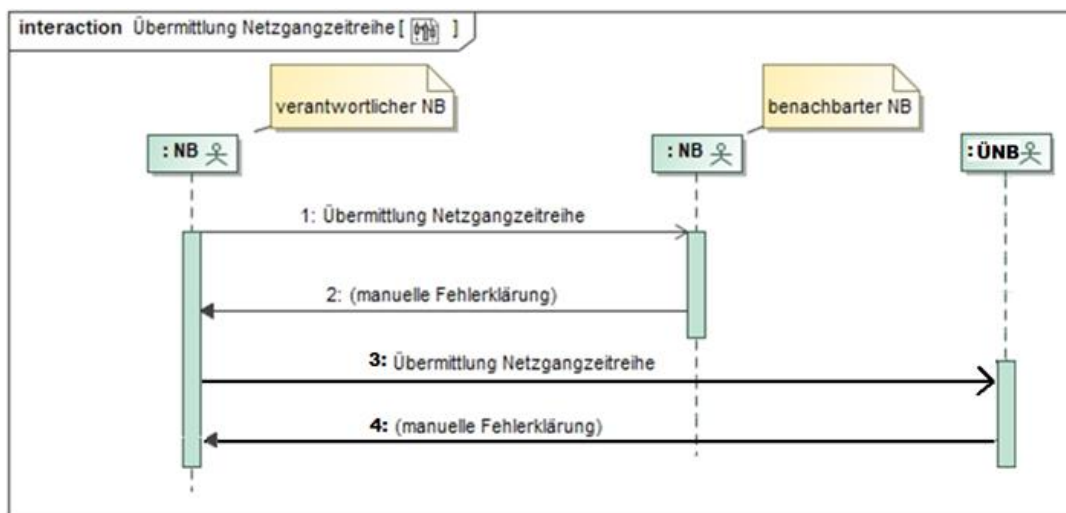 interaction Übermittlung Netzgangzeitreihe [ ]
verantwortlicher NB
benachbarter NB
: NB
: NB
:ÜNB
1: Übermittlung Netzgangzeitreihe
2: (manuelle Fehlerklärung)
3: Übermittlung Netzgangzeitreihe
4: (manuelle Fehlerklärung)